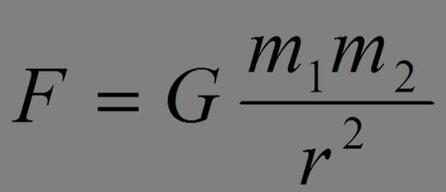 F = G m₁m₂ / r²